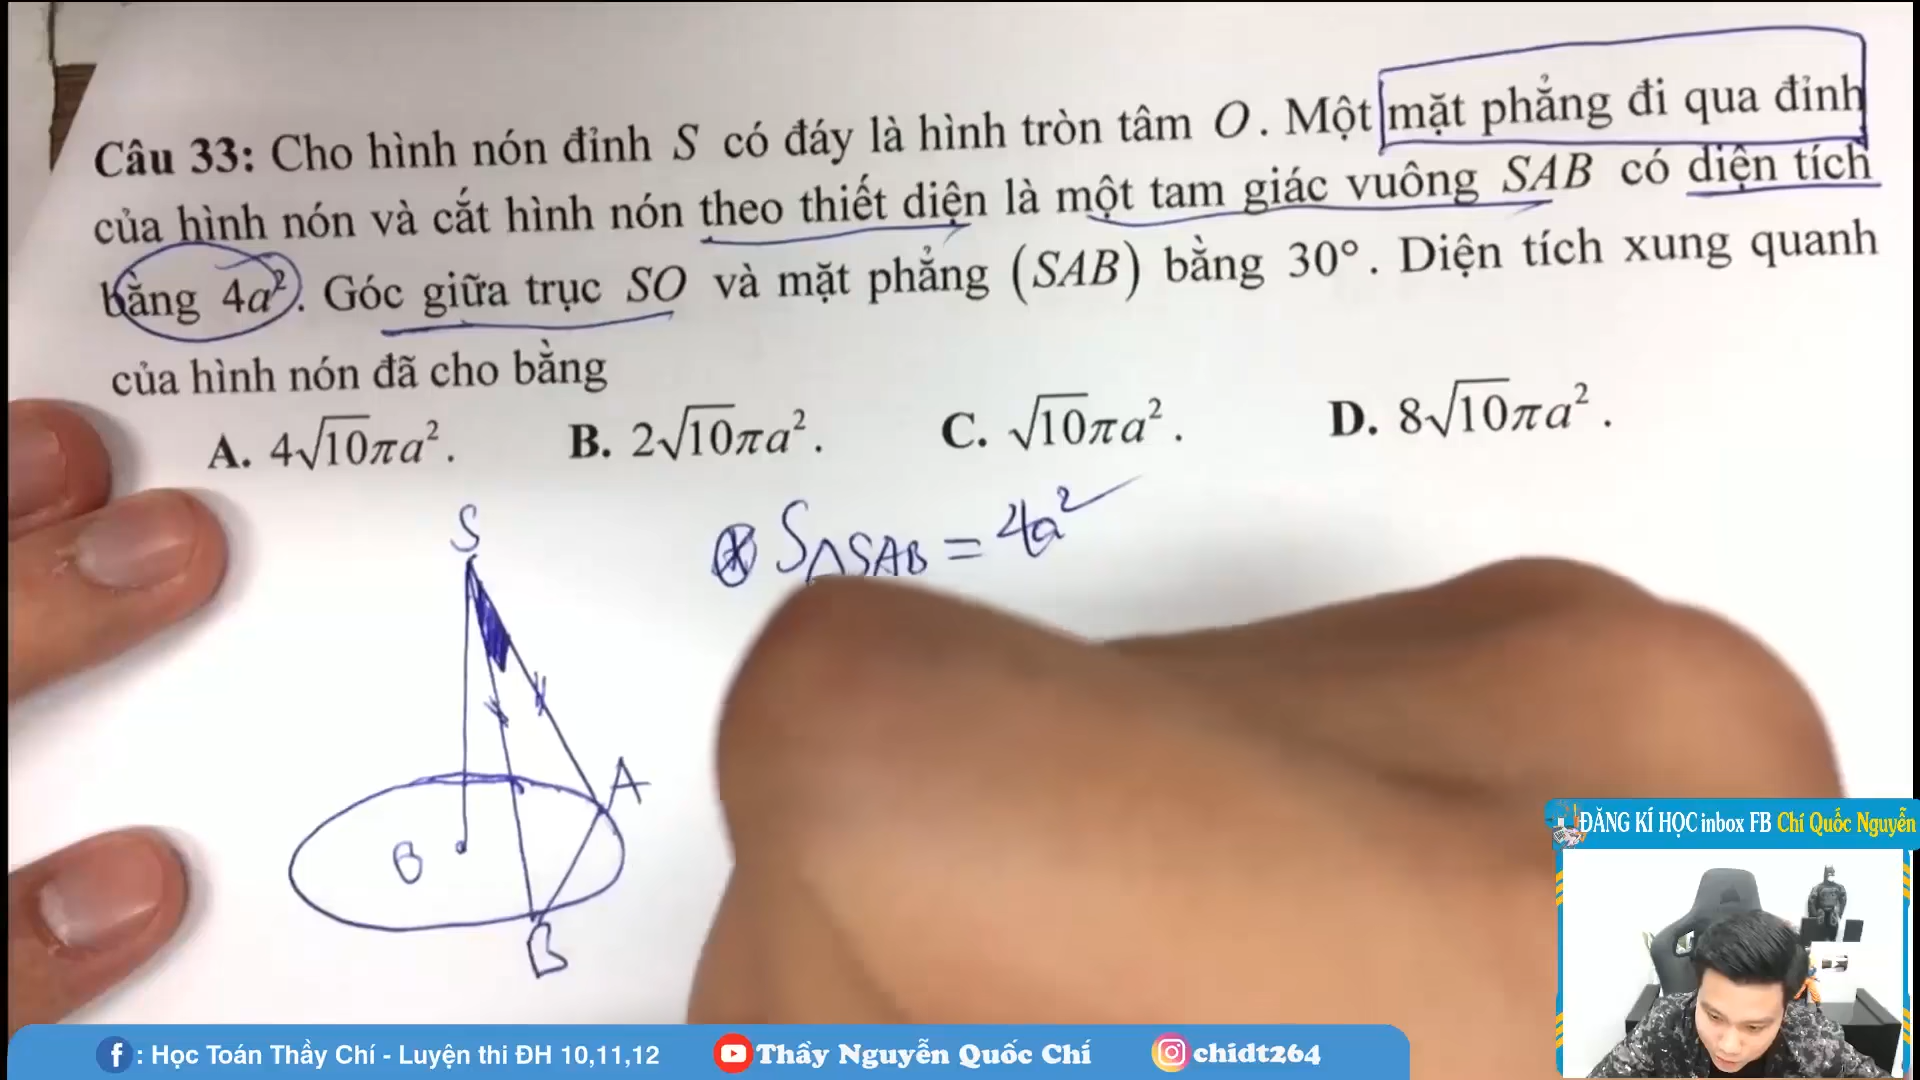 Câu 33: Cho hình nón đỉnh S có đáy là hình tròn tâm O. Một mặt phẳng đi qua đỉnh
của hình nón và cắt hình nón theo thiết diện là một tam giác vuông SAB có diện tích
bằng 4a². Góc giữa trục SO và mặt phẳng (SAB) bằng 30°. Diện tích xung quanh
của hình nón đã cho bằng
A. 4√10πa². B. 2√10πa². C. √10πa². D. 8√10πa².
S
S△SAB = 4a²
A
O
B
ĐĂNG KÍ HỌC inbox FB Chí Quốc Nguyễn
f : Học Toán Thầy Chí - Luyện thi ĐH 10,11,12 Thầy Nguyễn Quốc Chí chidt264